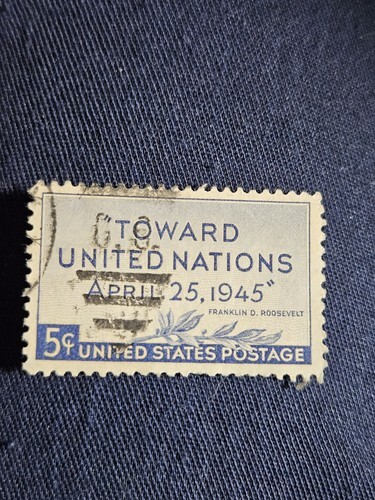 "TOWARD
UNITED NATIONS
APRIL 25, 1945"
FRANKLIN D. ROOSEVELT
5¢ UNITED STATES POSTAGE